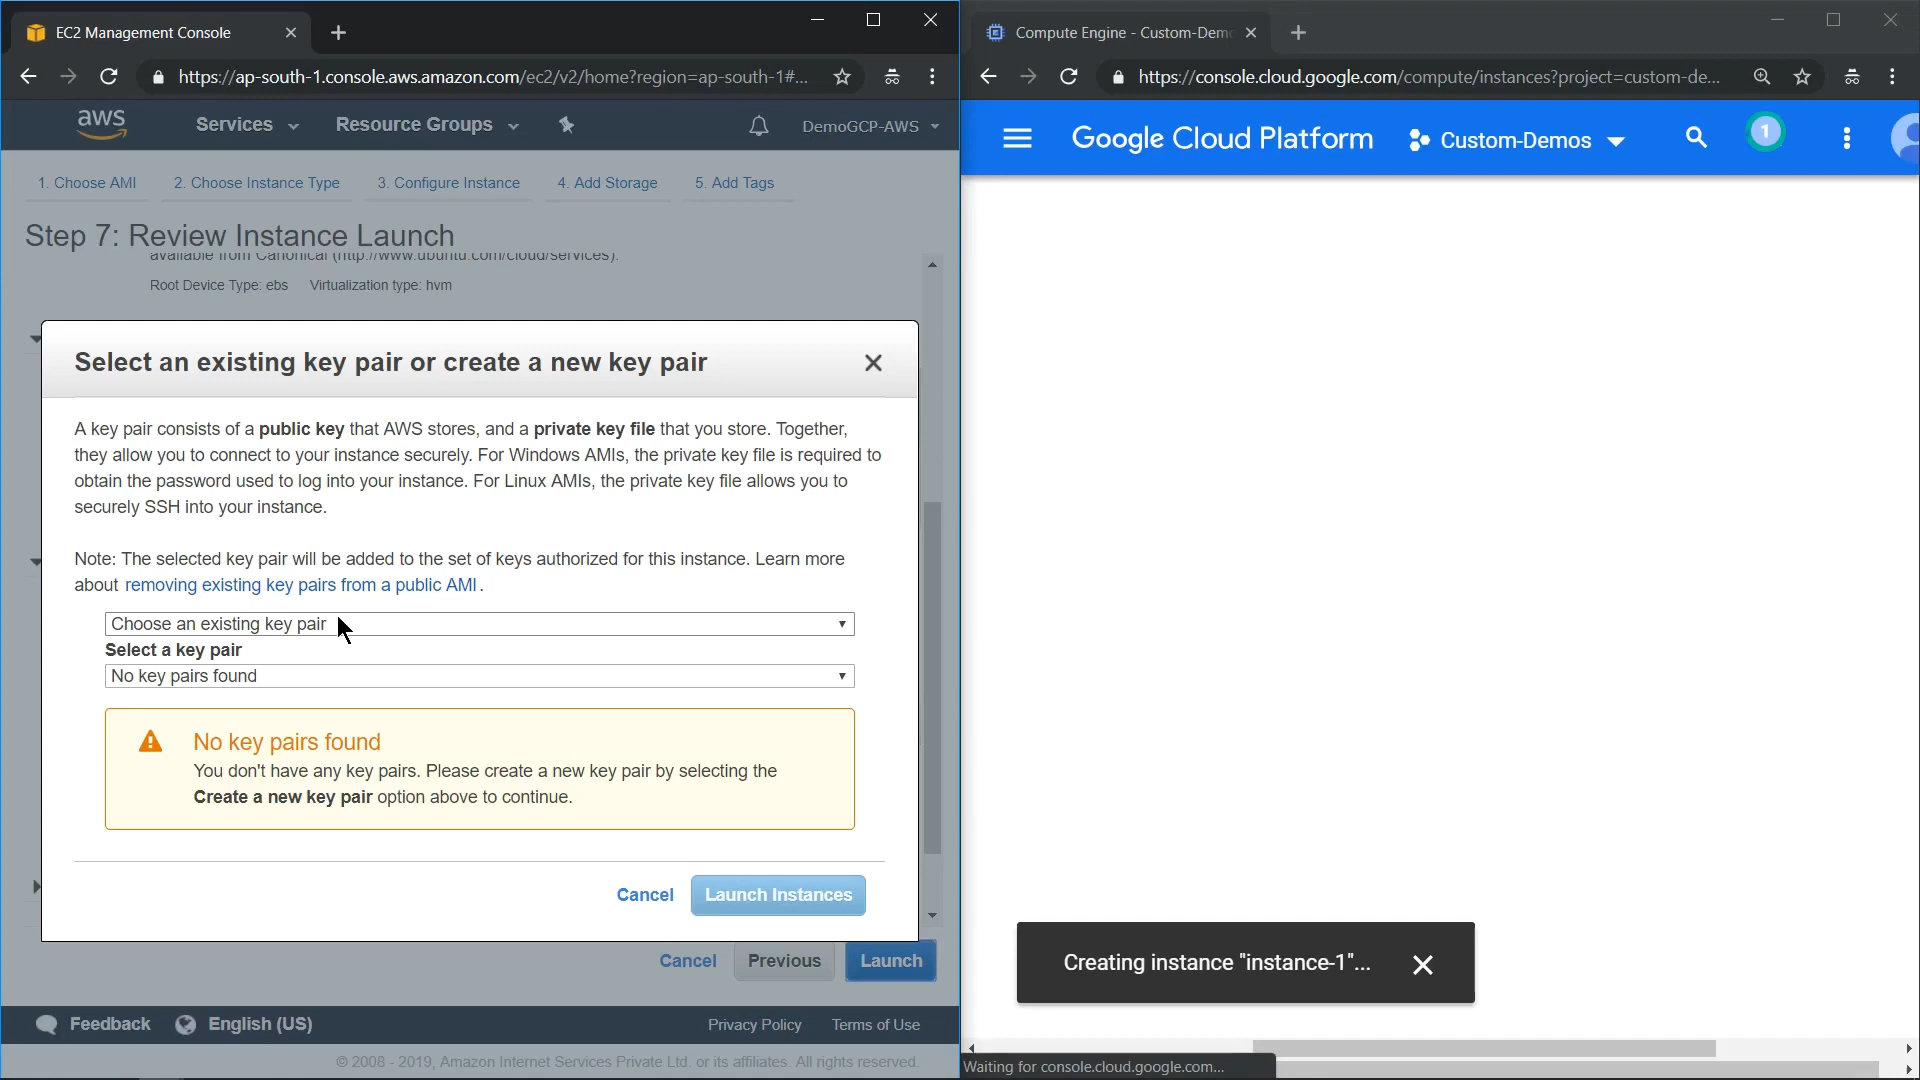 EC2 Management Console
https://ap-south-1.console.aws.amazon.com/ec2/v2/home?region=ap-south-1#...
aws
Services
Resource Groups
DemoGCP-AWS
1. Choose AMI
2. Choose Instance Type
3. Configure Instance
4. Add Storage
5. Add Tags
Step 7: Review Instance Launch
available from Canonical (http://www.ubuntu.com/cloud/services).
Root Device Type: ebs Virtualization type: hvm
Select an existing key pair or create a new key pair
A key pair consists of a public key that AWS stores, and a private key file that you store. Together,
they allow you to connect to your instance securely. For Windows AMIs, the private key file is required to
obtain the password used to log into your instance. For Linux AMIs, the private key file allows you to
securely SSH into your instance.
Note: The selected key pair will be added to the set of keys authorized for this instance. Learn more
about removing existing key pairs from a public AMI.
Choose an existing key pair
Select a key pair
No key pairs found
No key pairs found
You don't have any key pairs. Please create a new key pair by selecting the
Create a new key pair option above to continue.
Cancel
Launch Instances
Cancel
Previous
Launch
Feedback
English (US)
Privacy Policy
Terms of Use
© 2008 - 2019, Amazon Internet Services Private Ltd. or its affiliates. All rights reserved.
Compute Engine - Custom-Dem
https://console.cloud.google.com/compute/instances?project=custom-de...
Google Cloud Platform
Custom-Demos
1
Creating instance "instance-1"...
Waiting for console.cloud.google.com...